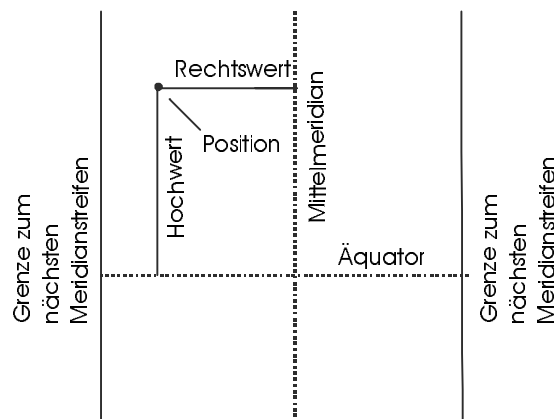 Rechtswert
Position
Hochwert
Mittelmeridian
Äquator
Grenze zum
nächsten
Meridianstreifen
Grenze zum
nächsten
Meridianstreifen